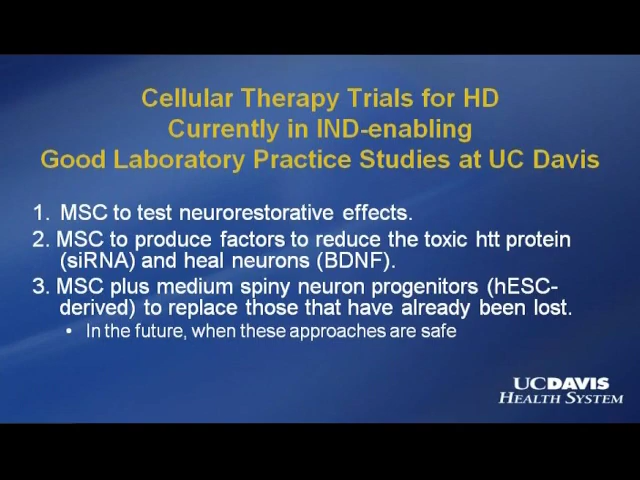 Cellular Therapy Trials for HD
Currently in IND-enabling
Good Laboratory Practice Studies at UC Davis
1. MSC to test neurorestorative effects.
2. MSC to produce factors to reduce the toxic htt protein
(siRNA) and heal neurons (BDNF).
3. MSC plus medium spiny neuron progenitors (hESC-
derived) to replace those that have already been lost.
• In the future, when these approaches are safe
UCDAVIS
HEALTH SYSTEM